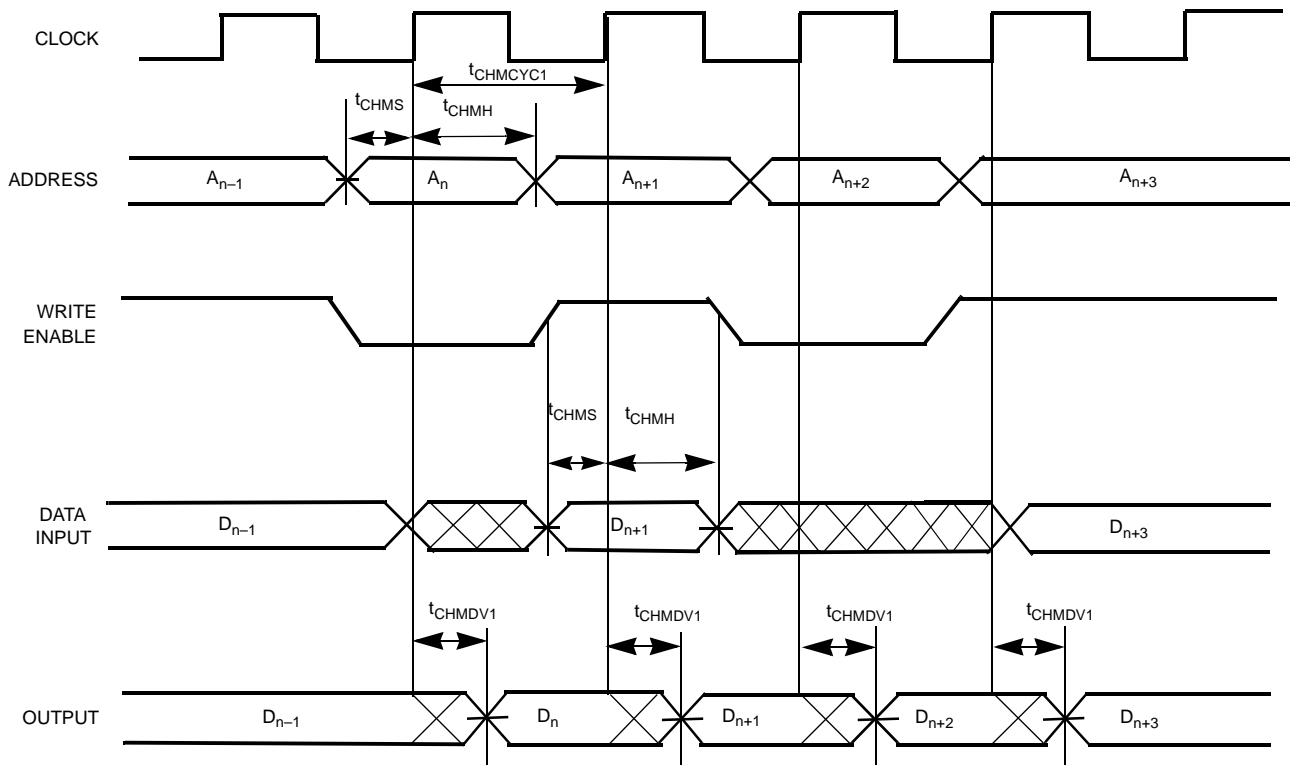 CLOCK
tCHMCYC1
tCHMS
tCHMH
ADDRESS
An–1
An
An+1
An+2
An+3
WRITE
ENABLE
tCHMS
tCHMH
DATA
INPUT
Dn–1
Dn+1
Dn+3
tCHMDV1
tCHMDV1
tCHMDV1
tCHMDV1
OUTPUT
Dn–1
Dn
Dn+1
Dn+2
Dn+3